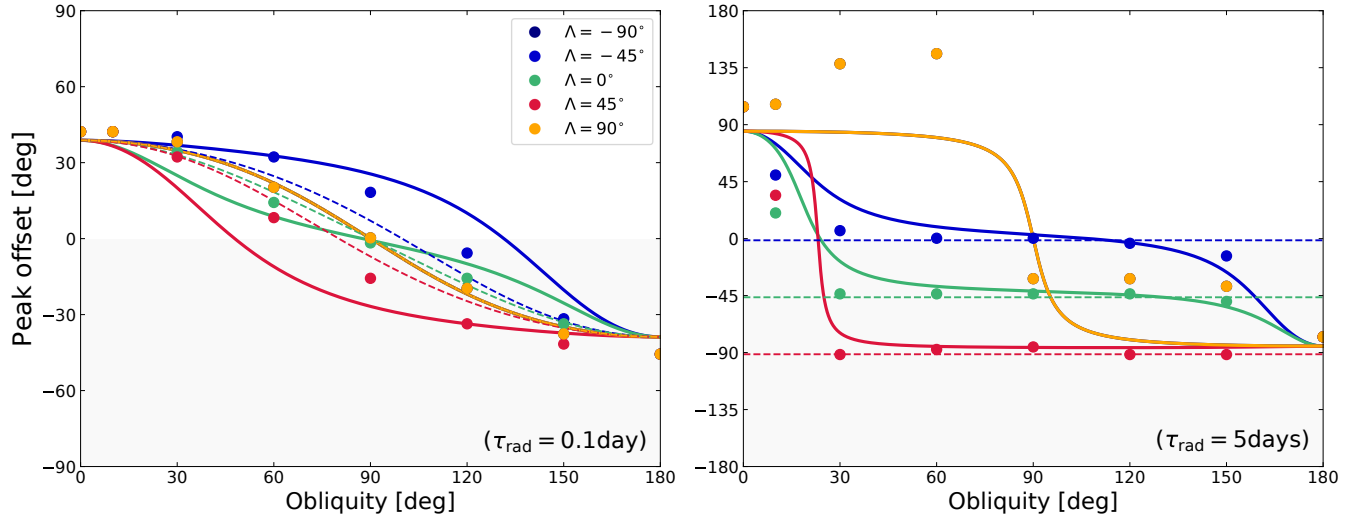 Peak offset [deg]
90
60
30
0
−30
−60
−90
Λ = −90°
Λ = −45°
Λ = 0°
Λ = 45°
Λ = 90°
(τrad = 0.1day)
0 30 60 90 120 150 180
Obliquity [deg]
180
135
90
45
0
−45
−90
−135
−180
(τrad = 5days)
0 30 60 90 120 150 180
Obliquity [deg]